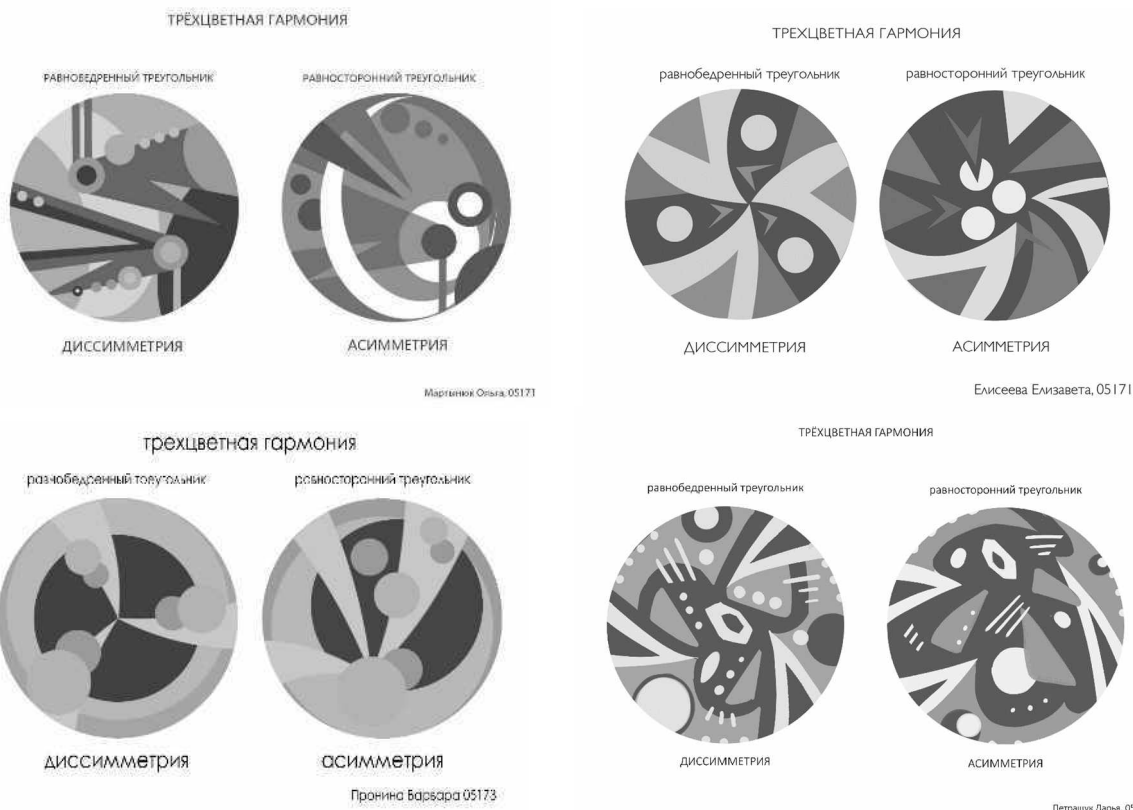 ТРЁХЦВЕТНАЯ ГАРМОНИЯ
РАВНОБЕДРЕННЫЙ ТРЕУГОЛЬНИК
РАВНОСТОРОННИЙ ТРЕУГОЛЬНИК
ДИССИММЕТРИЯ
АСИММЕТРИЯ
Мартынюк Ольга, 05171
ТРЕХЦВЕТНАЯ ГАРМОНИЯ
равнобедренный треугольник
равносторонний треугольник
ДИССИММЕТРИЯ
АСИММЕТРИЯ
Елисеева Елизавета, 05171
трехцветная гармония
равнобедренный треугольник
равносторонний треугольник
диссимметрия
асимметрия
Пронина Варвара 05173
ТРЁХЦВЕТНАЯ ГАРМОНИЯ
равнобедренный треугольник
равносторонний треугольник
ДИССИММЕТРИЯ
АСИММЕТРИЯ
Петращук Дарья, 05